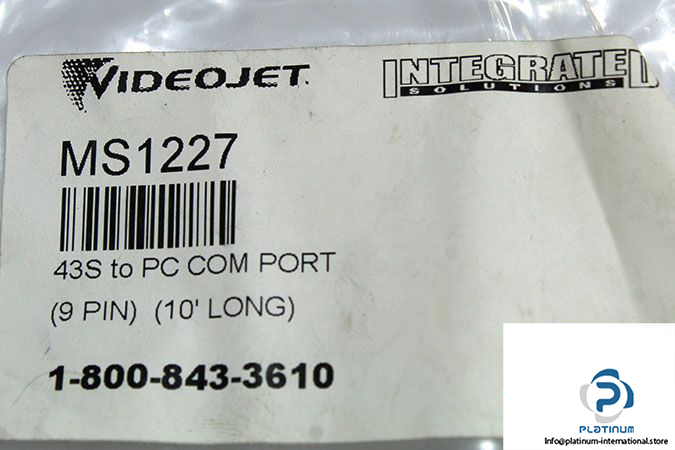 VIDEOJET.
INTEGRATED
SOLUTIONS
MS1227
43S to PC COM PORT
(9 PIN) (10' LONG)
1-800-843-3610
PLATINUM
Info@platinum-international.store